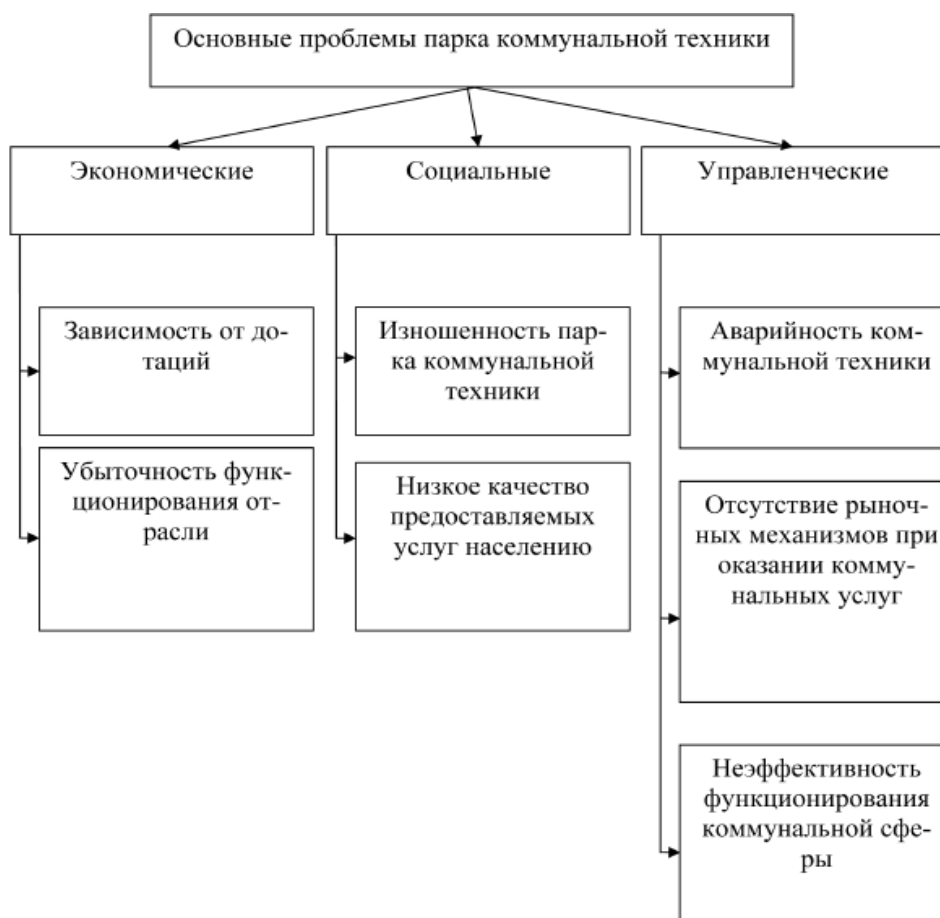 Основные проблемы парка коммунальной техники
Экономические
Социальные
Управленческие
Зависимость от до-
таций
Убыточность функ-
ционирования от-
расли
Изношенность пар-
ка коммунальной
техники
Низкое качество
предоставляемых
услуг населению
Аварийность ком-
мунальной техники
Отсутствие рыноч-
ных механизмов при
оказании комму-
нальных услуг
Неэффективность
функционирования
коммунальной сфе-
ры